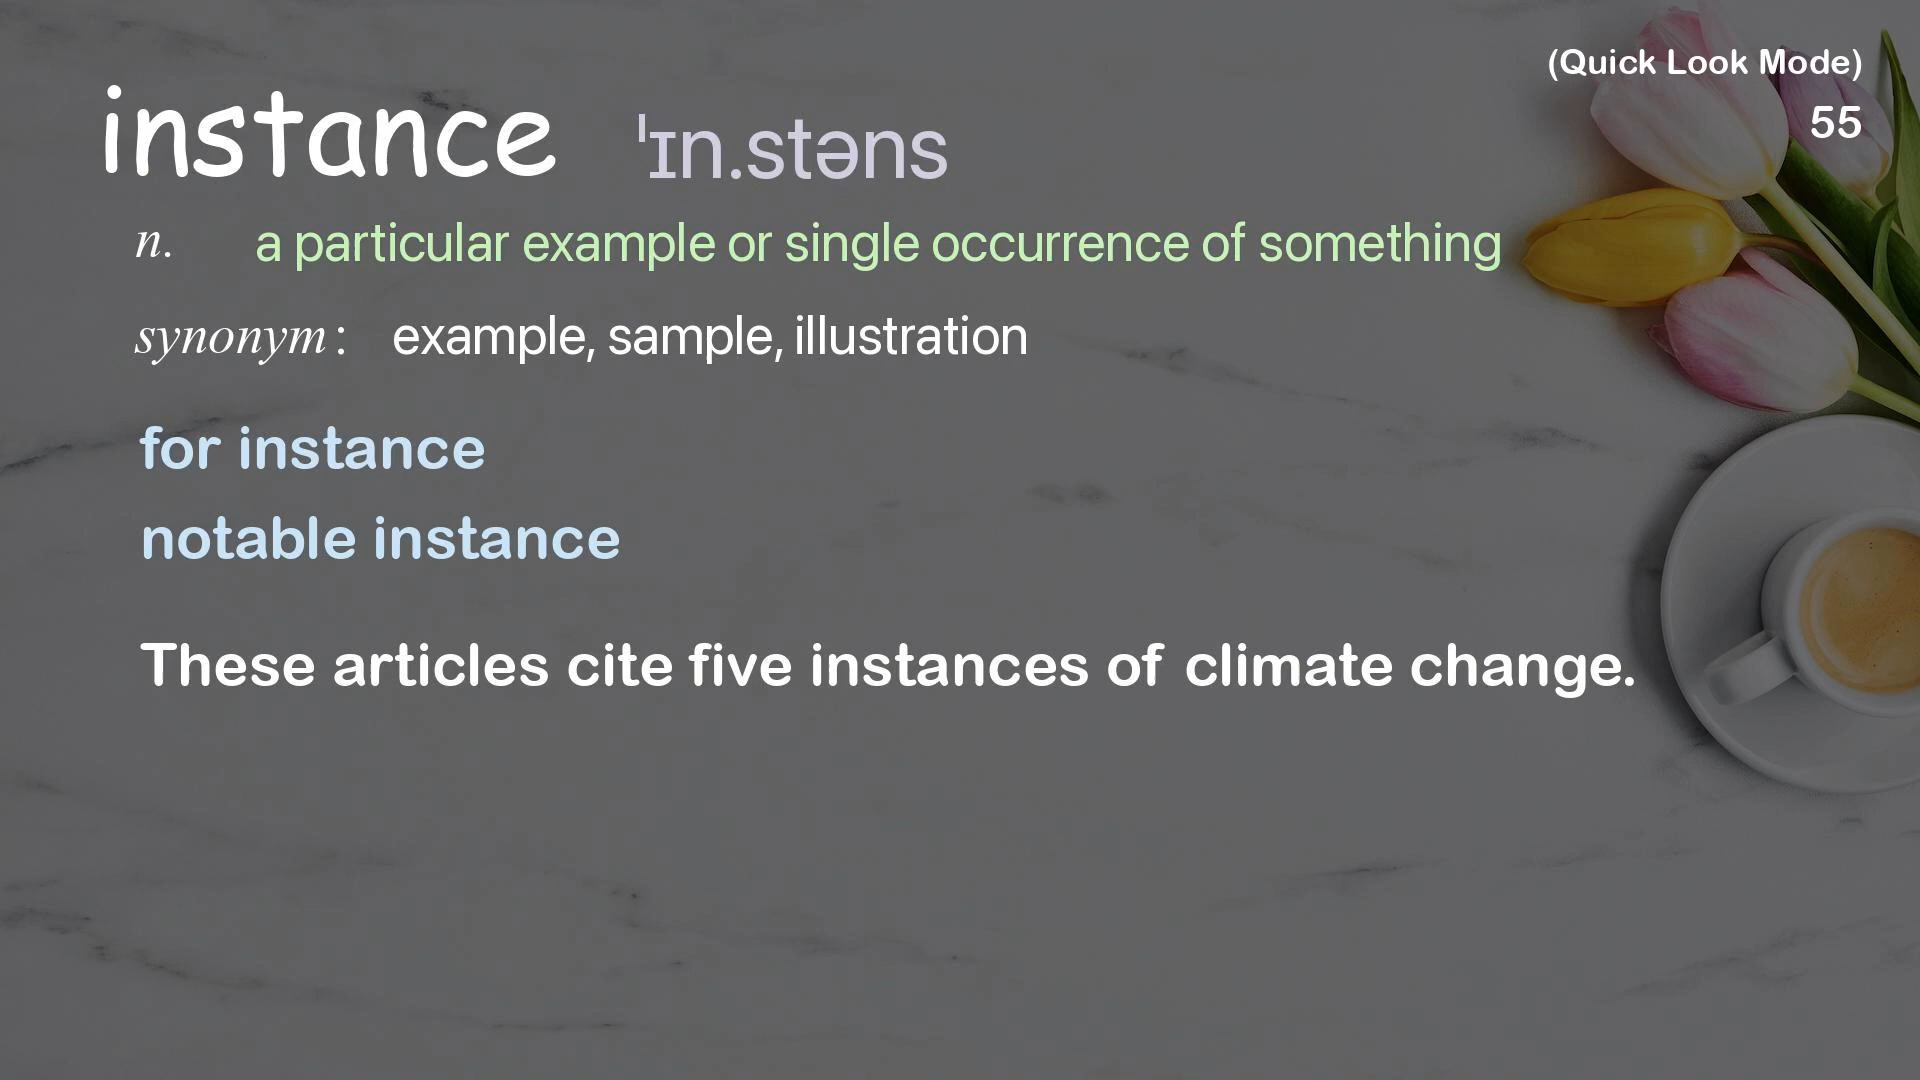 (Quick Look Mode)
55
instance ˈɪn.stəns
n. a particular example or single occurrence of something
synonym: example, sample, illustration
for instance
notable instance
These articles cite five instances of climate change.